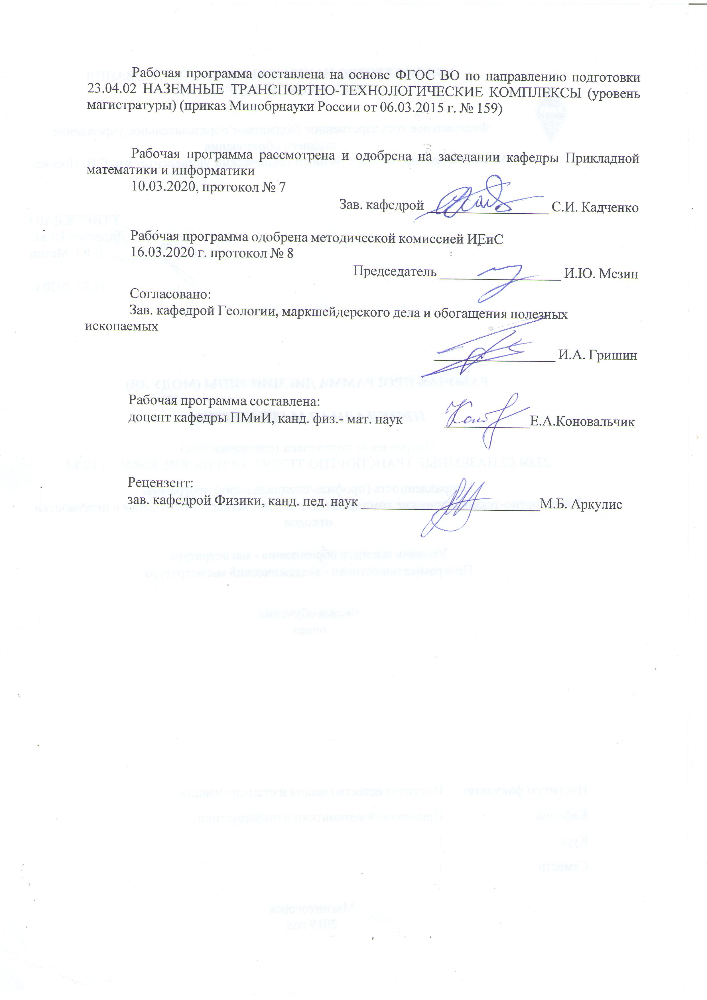 Рабочая программа составлена на основе ФГОС ВО по направлению подготовки
23.04.02 НАЗЕМНЫЕ ТРАНСПОРТНО-ТЕХНОЛОГИЧЕСКИЕ КОМПЛЕКСЫ (уровень
магистратуры) (приказ Минобрнауки России от 06.03.2015 г. № 159)
Рабочая программа рассмотрена и одобрена на заседании кафедры Прикладной
математики и информатики
10.03.2020, протокол № 7
Зав. кафедрой ________________ С.И. Кадченко
Рабочая программа одобрена методической комиссией ИЕиС
16.03.2020 г. протокол № 8
Председатель ________________ И.Ю. Мезин
Согласовано:
Зав. кафедрой Геологии, маркшейдерского дела и обогащения полезных
ископаемых
________________ И.А. Гришин
Рабочая программа составлена:
доцент кафедры ПМиИ, канд. физ.- мат. наук ____________Е.А.Коновальчик
Рецензент:
зав. кафедрой Физики, канд. пед. наук ________________________М.Б. Аркулис